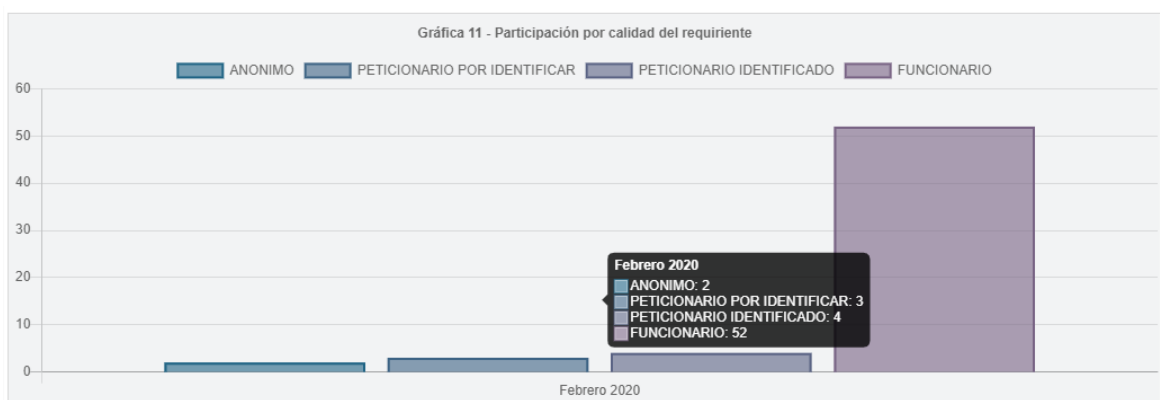 Gráfica 11 - Participación por calidad del requiriente
ANONIMO PETICIONARIO POR IDENTIFICAR PETICIONARIO IDENTIFICADO FUNCIONARIO
60
50
40
30
20
10
0
Febrero 2020
ANONIMO: 2
PETICIONARIO POR IDENTIFICAR: 3
PETICIONARIO IDENTIFICADO: 4
FUNCIONARIO: 52
Febrero 2020